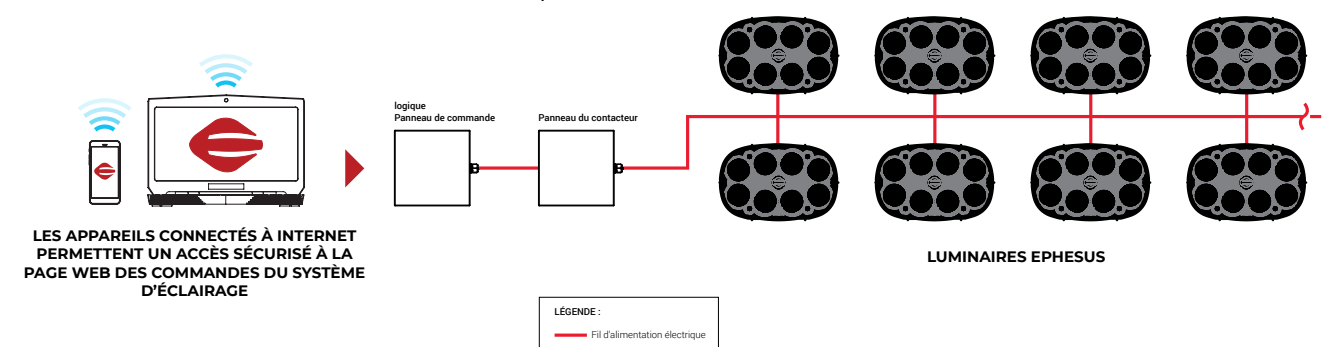 logique
Panneau de commande
Panneau du contacteur
LES APPAREILS CONNECTÉS À INTERNET
PERMETTENT UN ACCÈS SÉCURISÉ À LA
PAGE WEB DES COMMANDES DU SYSTÈME
D’ÉCLAIRAGE
LUMINAIRES EPHESUS
LÉGENDE :
Fil d'alimentation électrique